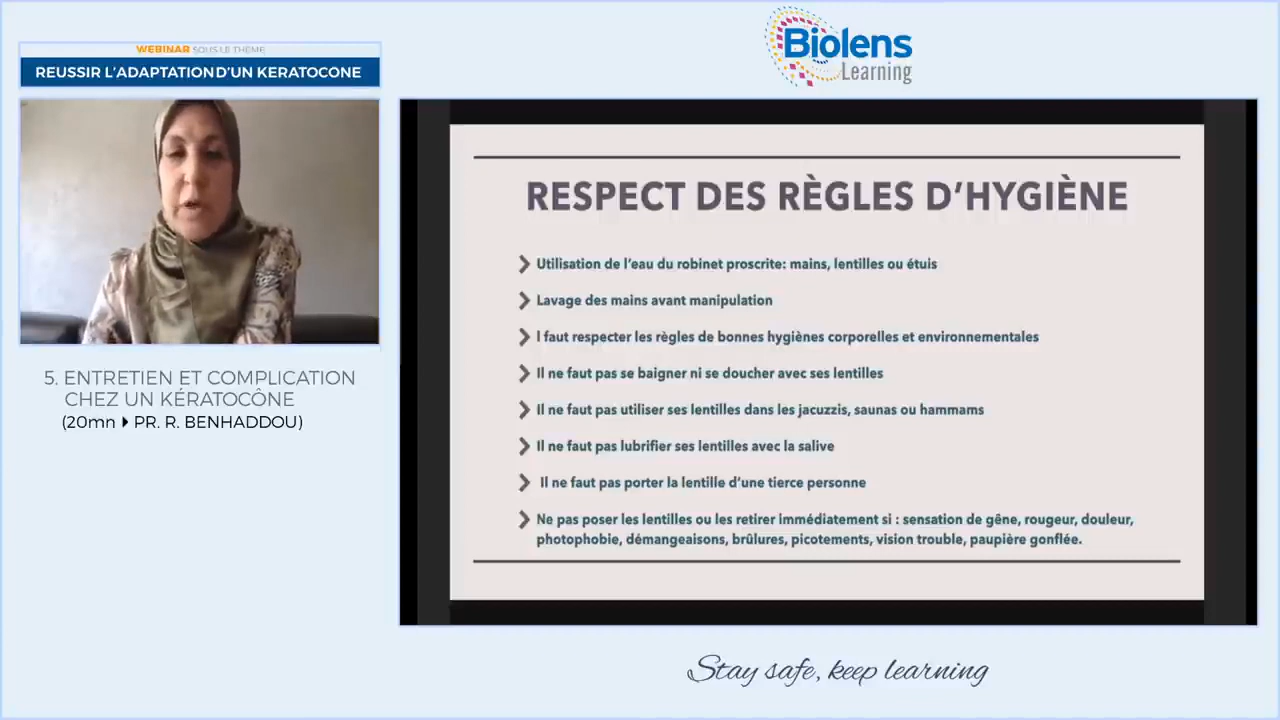 Biolens
Learning
WEBINAR SOUS LE THÈME
REUSSIR L'ADAPTATION D'UN KERATOCONE
RESPECT DES RÈGLES D'HYGIÈNE
Utilisation de l'eau du robinet proscrite: mains, lentilles ou étuis
Lavage des mains avant manipulation
l faut respecter les règles de bonnes hygiènes corporelles et environnementales
Il ne faut pas se baigner ni se doucher avec ses lentilles
Il ne faut pas utiliser ses lentilles dans les jacuzzis, saunas ou hammams
Il ne faut pas lubrifier ses lentilles avec la salive
Il ne faut pas porter la lentille d'une tierce personne
Ne pas poser les lentilles ou les retirer immédiatement si : sensation de gêne, rougeur, douleur,
photophobie, démangeaisons, brûlures, picotements, vision trouble, paupière gonflée.
5. ENTRETIEN ET COMPLICATION
CHEZ UN KÉRATOCÔNE
(20mn PR. R. BENHADDOU)
Stay safe, keep learning